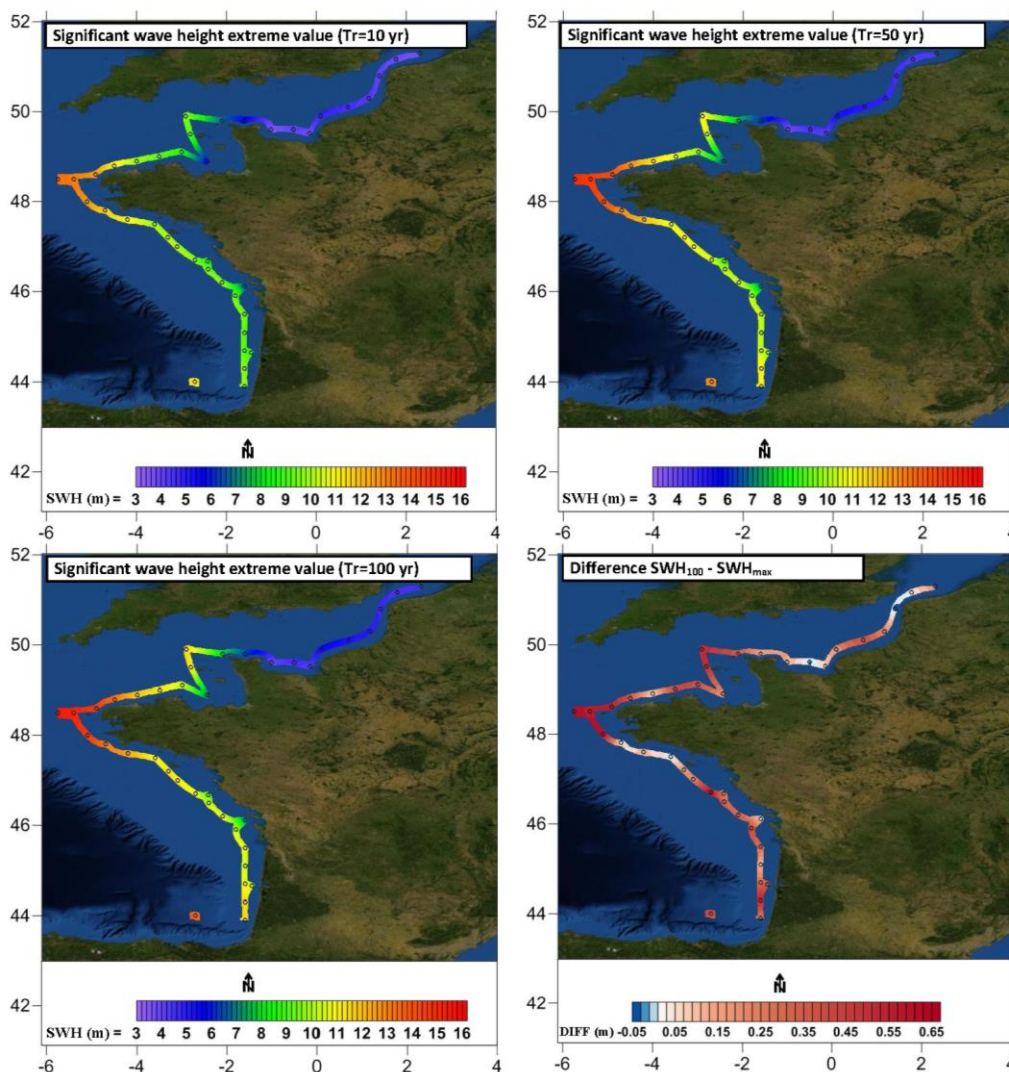 Significant wave height extreme value (Tr=10 yr)
Significant wave height extreme value (Tr=50 yr)
52
50
48
46
44
42
52
50
48
46
44
42
N
N
SWH (m) = 3 4 5 6 7 8 9 10 11 12 13 14 15 16
SWH (m) = 3 4 5 6 7 8 9 10 11 13 12 14 15 16
-6 -4 -2 0 2 4
-6 -4 -2 0 2 4
Significant wave height extreme value (Tr=100 yr)
Difference SWH100 - SWHmax
52
50
48
46
44
42
52
50
48
46
44
42
N
N
SWH (m) = 3 4 5 6 7 8 9 10 11 12 13 14 15 16
DIFF (m) -0.05 0.05 0.15 0.25 0.35 0.45 0.55 0.65
-6 -4 -2 0 2 4
-6 -4 -2 0 2 4